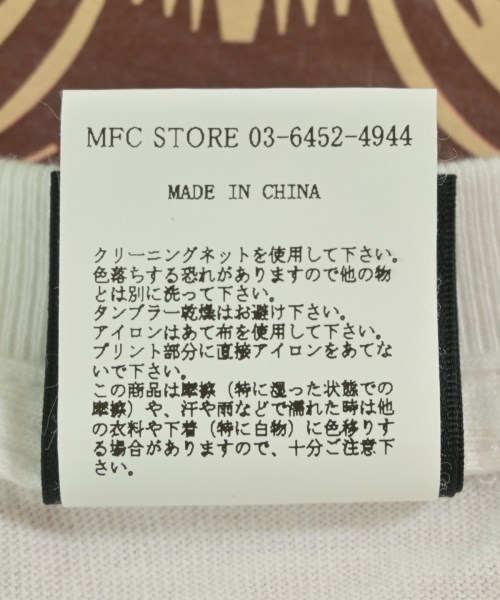 MFC STORE 03-6452-4944
MADE IN CHINA
クリーニングネットを使用して下さい。
色落ちする恐れがありますので他の物
とは別に洗って下さい。
タンブラー乾燥はお避け下さい。
アイロンはあて布を使用して下さい。
プリント部分に直接アイロンをあてな
いで下さい。
この商品は摩擦（特に湿った状態での
摩擦）や、汗や雨などで濡れた時は他
の衣料や下着（特に白物）に色移りす
る場合がありますので、十分ご注意下
さい。